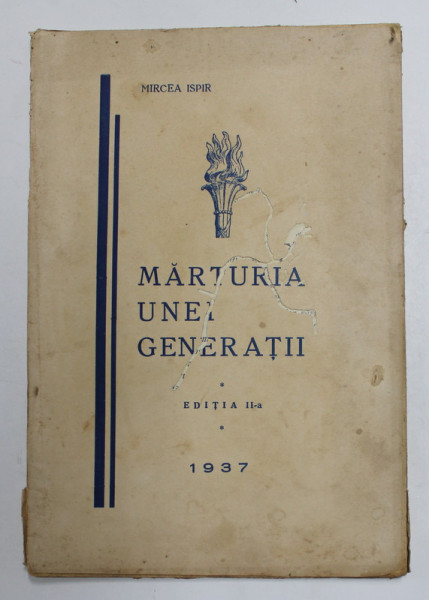 MIRCEA ISPIR
MĂRTURIA
UNEI
GENERAȚII
*
EDIȚIA II-a
*
1937